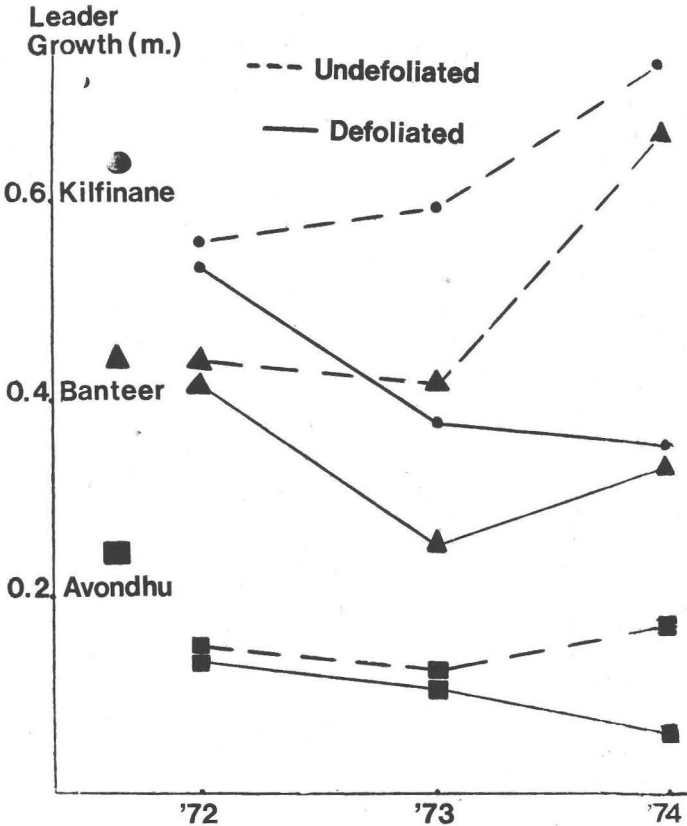 Leader
Growth (m.)
Undefoliated
Defoliated
0.6 Kilfinane
0.4 Banteer
0.2 Avondhu
'72 '73 '74